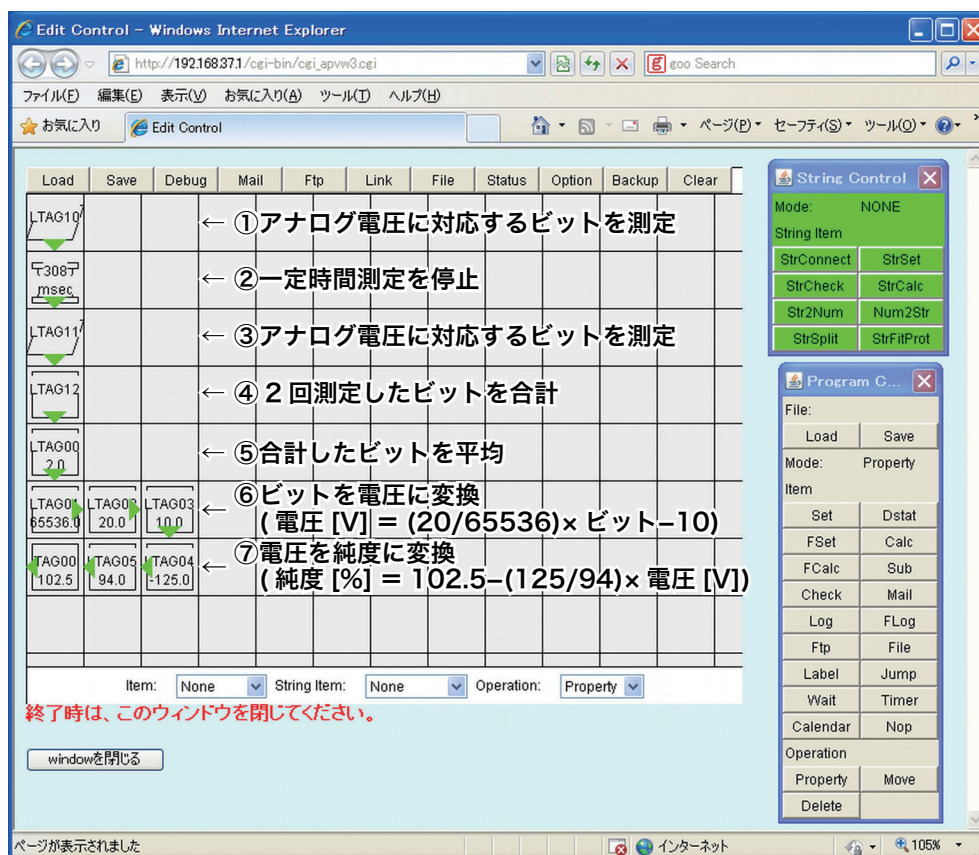 Edit Control - Windows Internet Explorer
http://192.168.37.1/cgi-bin/cgi_apvw3.cgi
goo Search
ファイル(F) 編集(E) 表示(V) お気に入り(A) ツール(T) ヘルプ(H)
お気に入り Edit Control ページ(P) セーフティ(S) ツール(O)
Load Save Debug Mail Ftp Link File Status Option Backup Clear
LTAG10
← ①アナログ電圧に対応するビットを測定
308
msec
← ②一定時間測定を停止
LTAG11
← ③アナログ電圧に対応するビットを測定
LTAG12
← ④2回測定したビットを合計
LTAG00
2.0
← ⑤合計したビットを平均
LTAG01 LTAG02 LTAG03
65536.0 20.0 10.0
← ⑥ビットを電圧に変換
(電圧 [V] = (20/65536)× ビット−10)
TAG00 LTAG05 LTAG04
102.5 94.0 -125.0
← ⑦電圧を純度に変換
(純度 [%] = 102.5−(125/94)× 電圧 [V])
Item: None String Item: None Operation: Property
終了時は、このウィンドウを閉じてください。
windowを閉じる
String Control
Mode: NONE
String Item
StrConnect StrSet
StrCheck StrCalc
Str2Num Num2Str
StrSplit StrFitProt
Program C...
File:
Load Save
Mode: Property
Item
Set Dstat
FSet Calc
FCalc Sub
Check Mail
Log FLog
Ftp File
Label Jump
Wait Timer
Calendar Nop
Operation
Property Move
Delete
ページが表示されました インターネット 105%